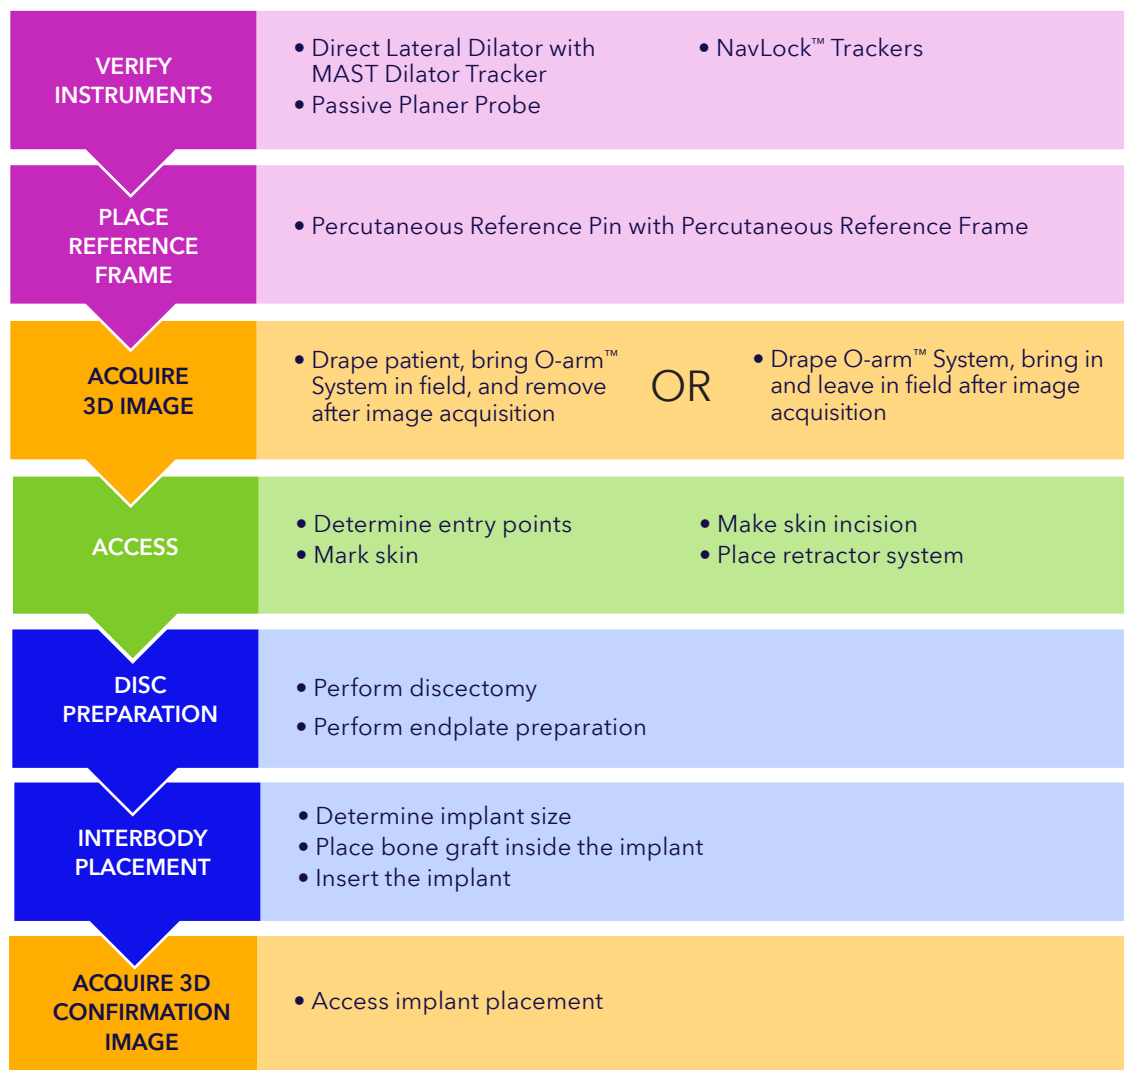 VERIFY
INSTRUMENTS
• Direct Lateral Dilator with
MAST Dilator Tracker
• Passive Planer Probe
• NavLock™ Trackers
PLACE
REFERENCE
FRAME
• Percutaneous Reference Pin with Percutaneous Reference Frame
ACQUIRE
3D IMAGE
• Drape patient, bring O-arm™
System in field, and remove
after image acquisition
OR
• Drape O-arm™ System, bring in
and leave in field after image
acquisition
ACCESS
• Determine entry points
• Mark skin
• Make skin incision
• Place retractor system
DISC
PREPARATION
• Perform discectomy
• Perform endplate preparation
INTERBODY
PLACEMENT
• Determine implant size
• Place bone graft inside the implant
• Insert the implant
ACQUIRE 3D
CONFIRMATION
IMAGE
• Access implant placement